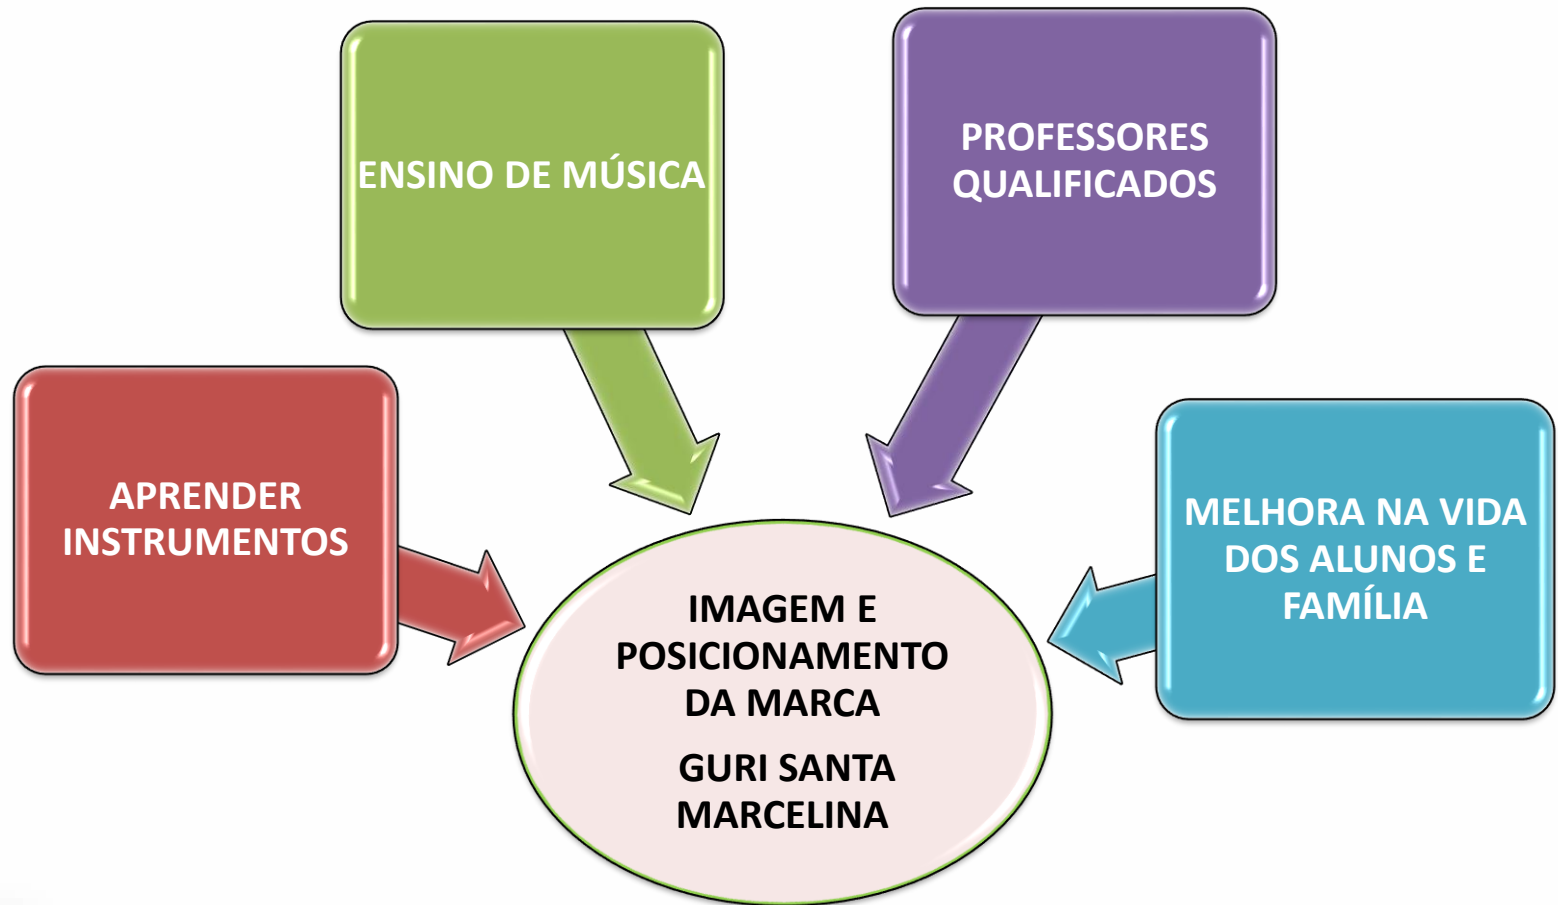 ENSINO DE MÚSICA
PROFESSORES
QUALIFICADOS
APRENDER
INSTRUMENTOS
MELHORA NA VIDA
DOS ALUNOS E
FAMÍLIA
IMAGEM E
POSICIONAMENTO
DA MARCA
GURI SANTA
MARCELINA